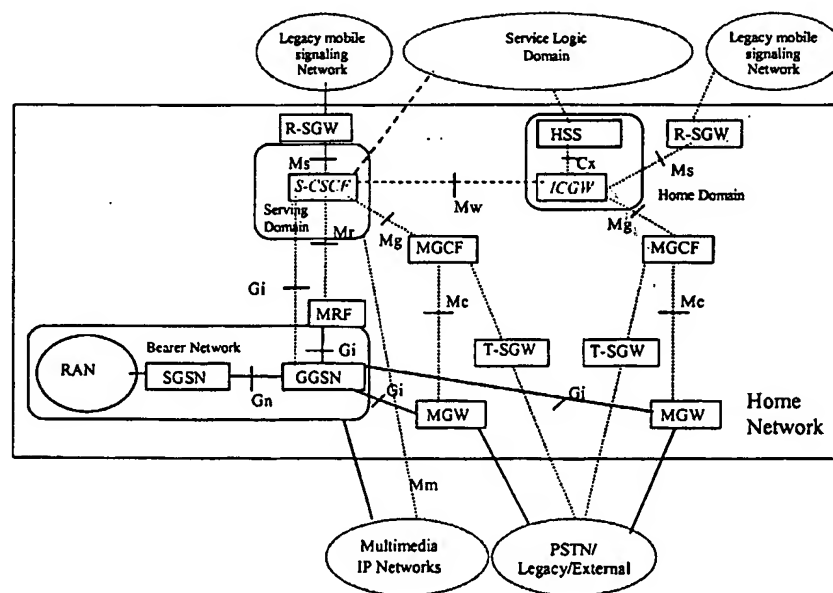 Legacy mobile
signaling
Network
Service Logic
Domain
Legacy mobile
signaling
Network
R-SGW
HSS
R-SGW
Ms
Cx
Ms
S-CSCF
ICGW
Mw
Home Domain
Serving
Domain
Mr
Mg
Mg
MGCF
MGCF
Gi
Mc
Mc
MRF
Bearer Network
Gi
T-SGW
T-SGW
RAN
SGSN
GGSN
Gn
Gi
Gi
MGW
MGW
Home
Network
Mm
Multimedia
IP Networks
PSTN/
Legacy/External